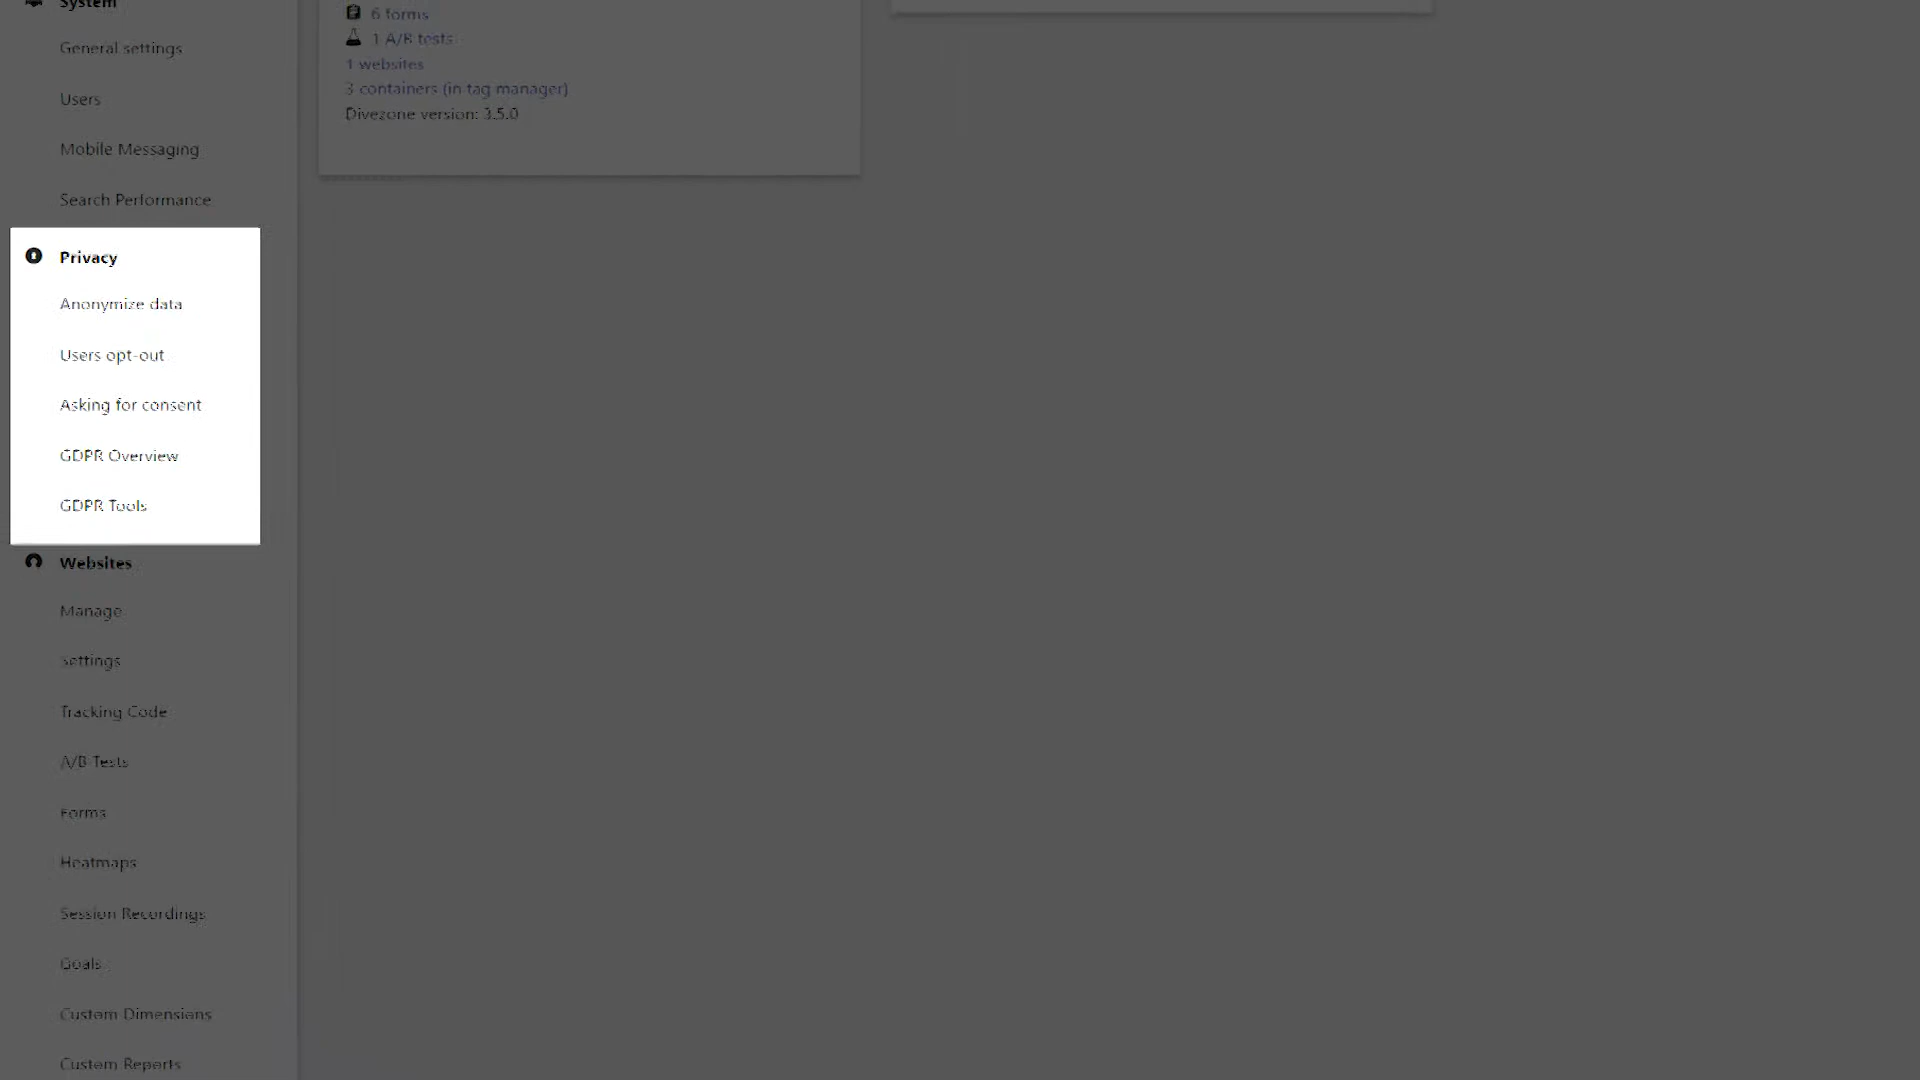 System
General settings
Users
Mobile Messaging
Search Performance
Privacy
Anonymize data
Users opt-out
Asking for consent
GDPR Overview
GDPR Tools
Websites
Manage
Settings
Tracking Code
A/B Tests
Forms
Heatmaps
Session Recordings
Goals
Custom Dimensions
Custom Reports
6 forms
1 A/B tests
1 websites
3 containers (in tag manager)
Divezone version: 3.5.0